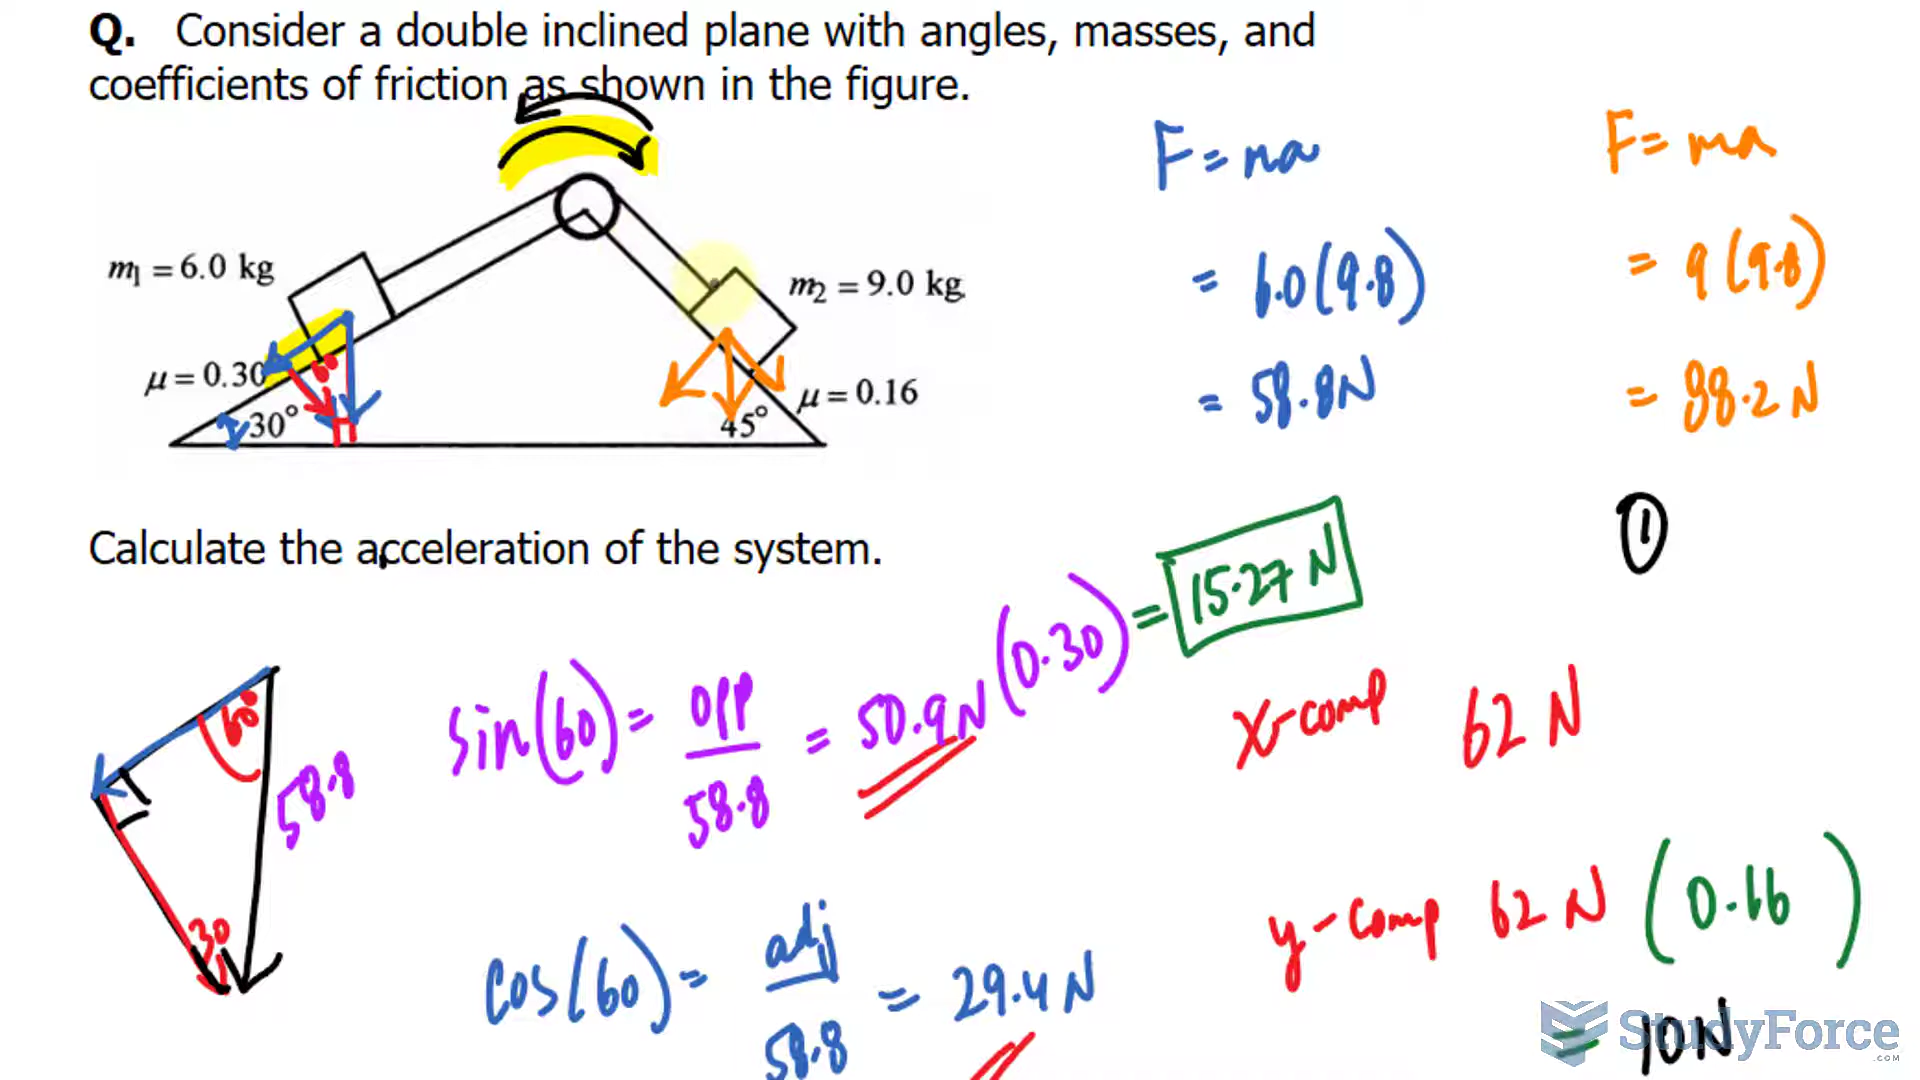 Q. Consider a double inclined plane with angles, masses, and
coefficients of friction as shown in the figure.
F = ma
F = ma
m1 = 6.0 kg
m2 = 9.0 kg
= 6.0(9.8)
= 9(9.8)
μ = 0.30
60
μ = 0.16
= 58.8N
= 88.2N
30°
45°
Calculate the acceleration of the system.
1
60°
58.8
30
sin(60) = opp/58.8 = 50.9N(0.30) = 15.27 N
x-comp 62 N
y-comp 62 N (0.16)
= 10N
cos(60) = adj/58.8 = 29.4N
StudyForce
.COM